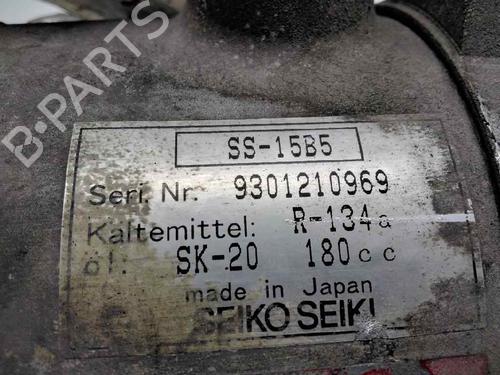 B-PARTS
SS-15B5
Seri. Nr. 9301210969
Kaltemittel: R-134a
öl: SK-20 180cc
made in Japan
SEIKO SEIKI